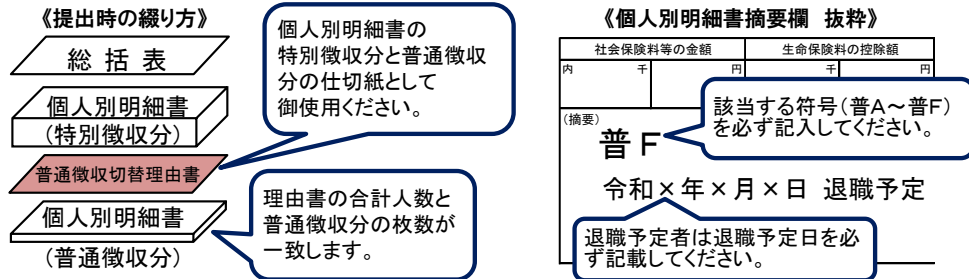 《提出時の綴り方》
総 括 表
個人別明細書
(特別徴収分)
普通徴収切替理由書
個人別明細書
(普通徴収分)
個人別明細書の
特別徴収分と普通徴収
分の仕切紙として
御使用ください。
理由書の合計人数と
普通徴収分の枚数が
一致します。
《個人別明細書摘要欄 抜粋》
社会保険料等の金額 生命保険料の控除額
内 千 円 千 円
(摘要)
普F
該当する符号(普A~普F)
を必ず記入してください。
令和×年×月×日 退職予定
退職予定者は退職予定日を必
ず記載してください。